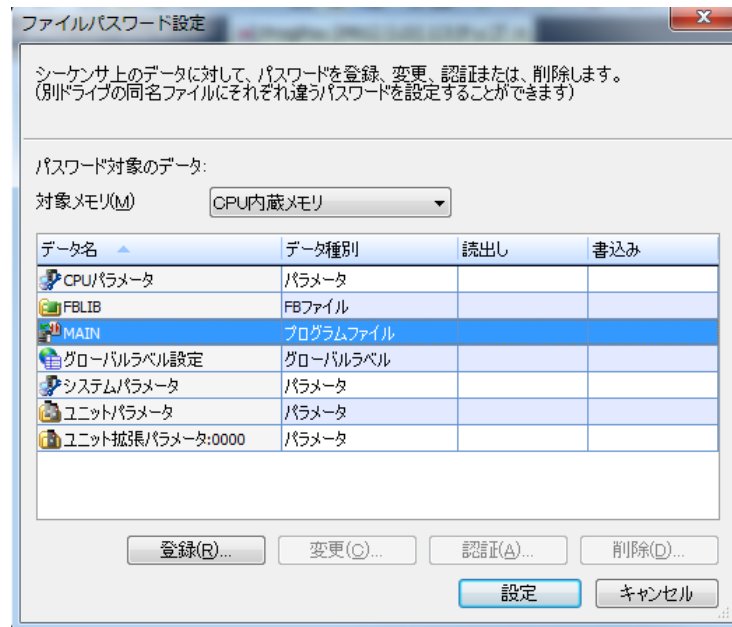 ファイルパスワード設定
シーケンサ上のデータに対して、パスワードを登録、変更、認証または、削除します。
(別ドライブの同名ファイルにそれぞれ違うパスワードを設定することができます)
パスワード対象のデータ:
対象メモリ(M) CPU内蔵メモリ
データ名 データ種別 読出し 書込み
CPUパラメータ パラメータ
FBLIB FBファイル
MAIN プログラムファイル
グローバルラベル設定 グローバルラベル
システムパラメータ パラメータ
ユニットパラメータ パラメータ
ユニット拡張パラメータ:0000 パラメータ
登録(R)... 変更(C)... 認証(A)... 削除(D)...
設定 キャンセル